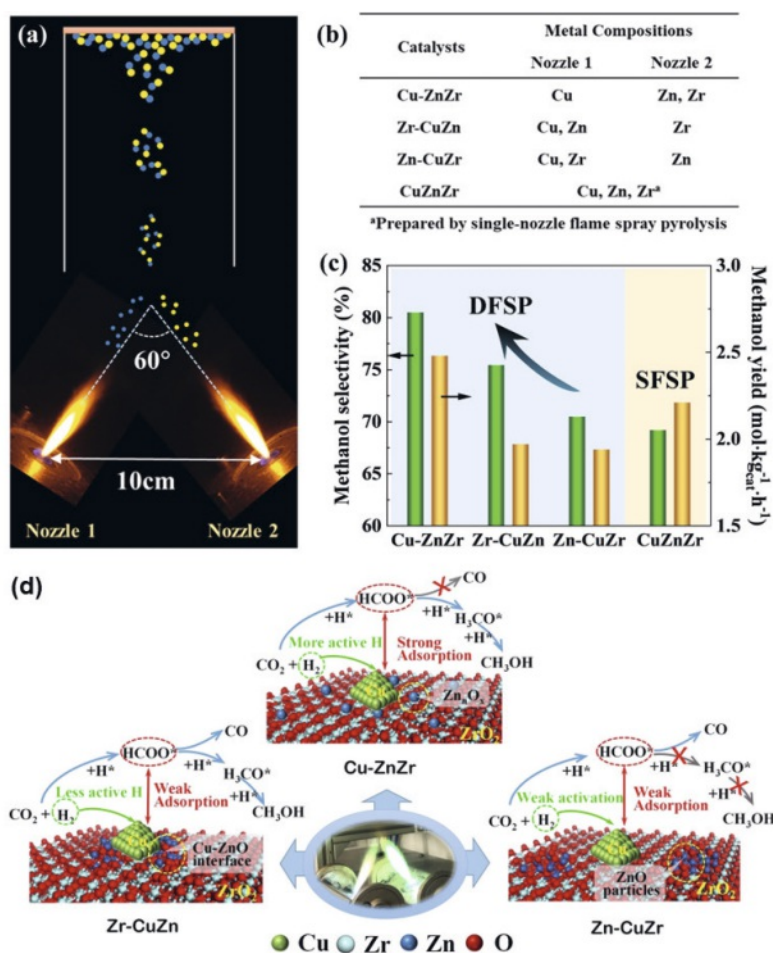 (a)
60°
10cm
Nozzle 1 Nozzle 2
(b)
Catalysts
Metal Compositions
Nozzle 1 Nozzle 2
Cu-ZnZr Cu Zn, Zr
Zr-CuZn Cu, Zn Zr
Zn-CuZr Cu, Zr Zn
CuZnZr Cu, Zn, Zrᵃ
ᵃPrepared by single-nozzle flame spray pyrolysis
(c)
Methanol selectivity (%)
85
80
75
70
65
60
DFSP
SFSP
3.0
2.5
2.0
1.5
Methanol yield (mol·kg⁻¹cat·h⁻¹)
Cu-ZnZr Zr-CuZn Zn-CuZr CuZnZr
(d)
CO
HCOO*
+H* +H* H₃CO*
+H*
More active H Strong
Adsorption
CO₂ + H₂ CH₃OH
ZnₙOₓ
ZrO₂
Cu-ZnZr
CO
HCOO*
+H* +H* H₃CO*
+H*
Less active H Weak
Adsorption
CO₂ + H₂ CH₃OH
Cu-ZnO
interface
ZrO₂
Zr-CuZn
CO
HCOO*
+H* +H* H₃CO*
+H*
Weak activation Weak
Adsorption
CO₂ + H₂ CH₃OH
ZnO
particles
ZrO₂
Zn-CuZr
Cu Zr Zn O